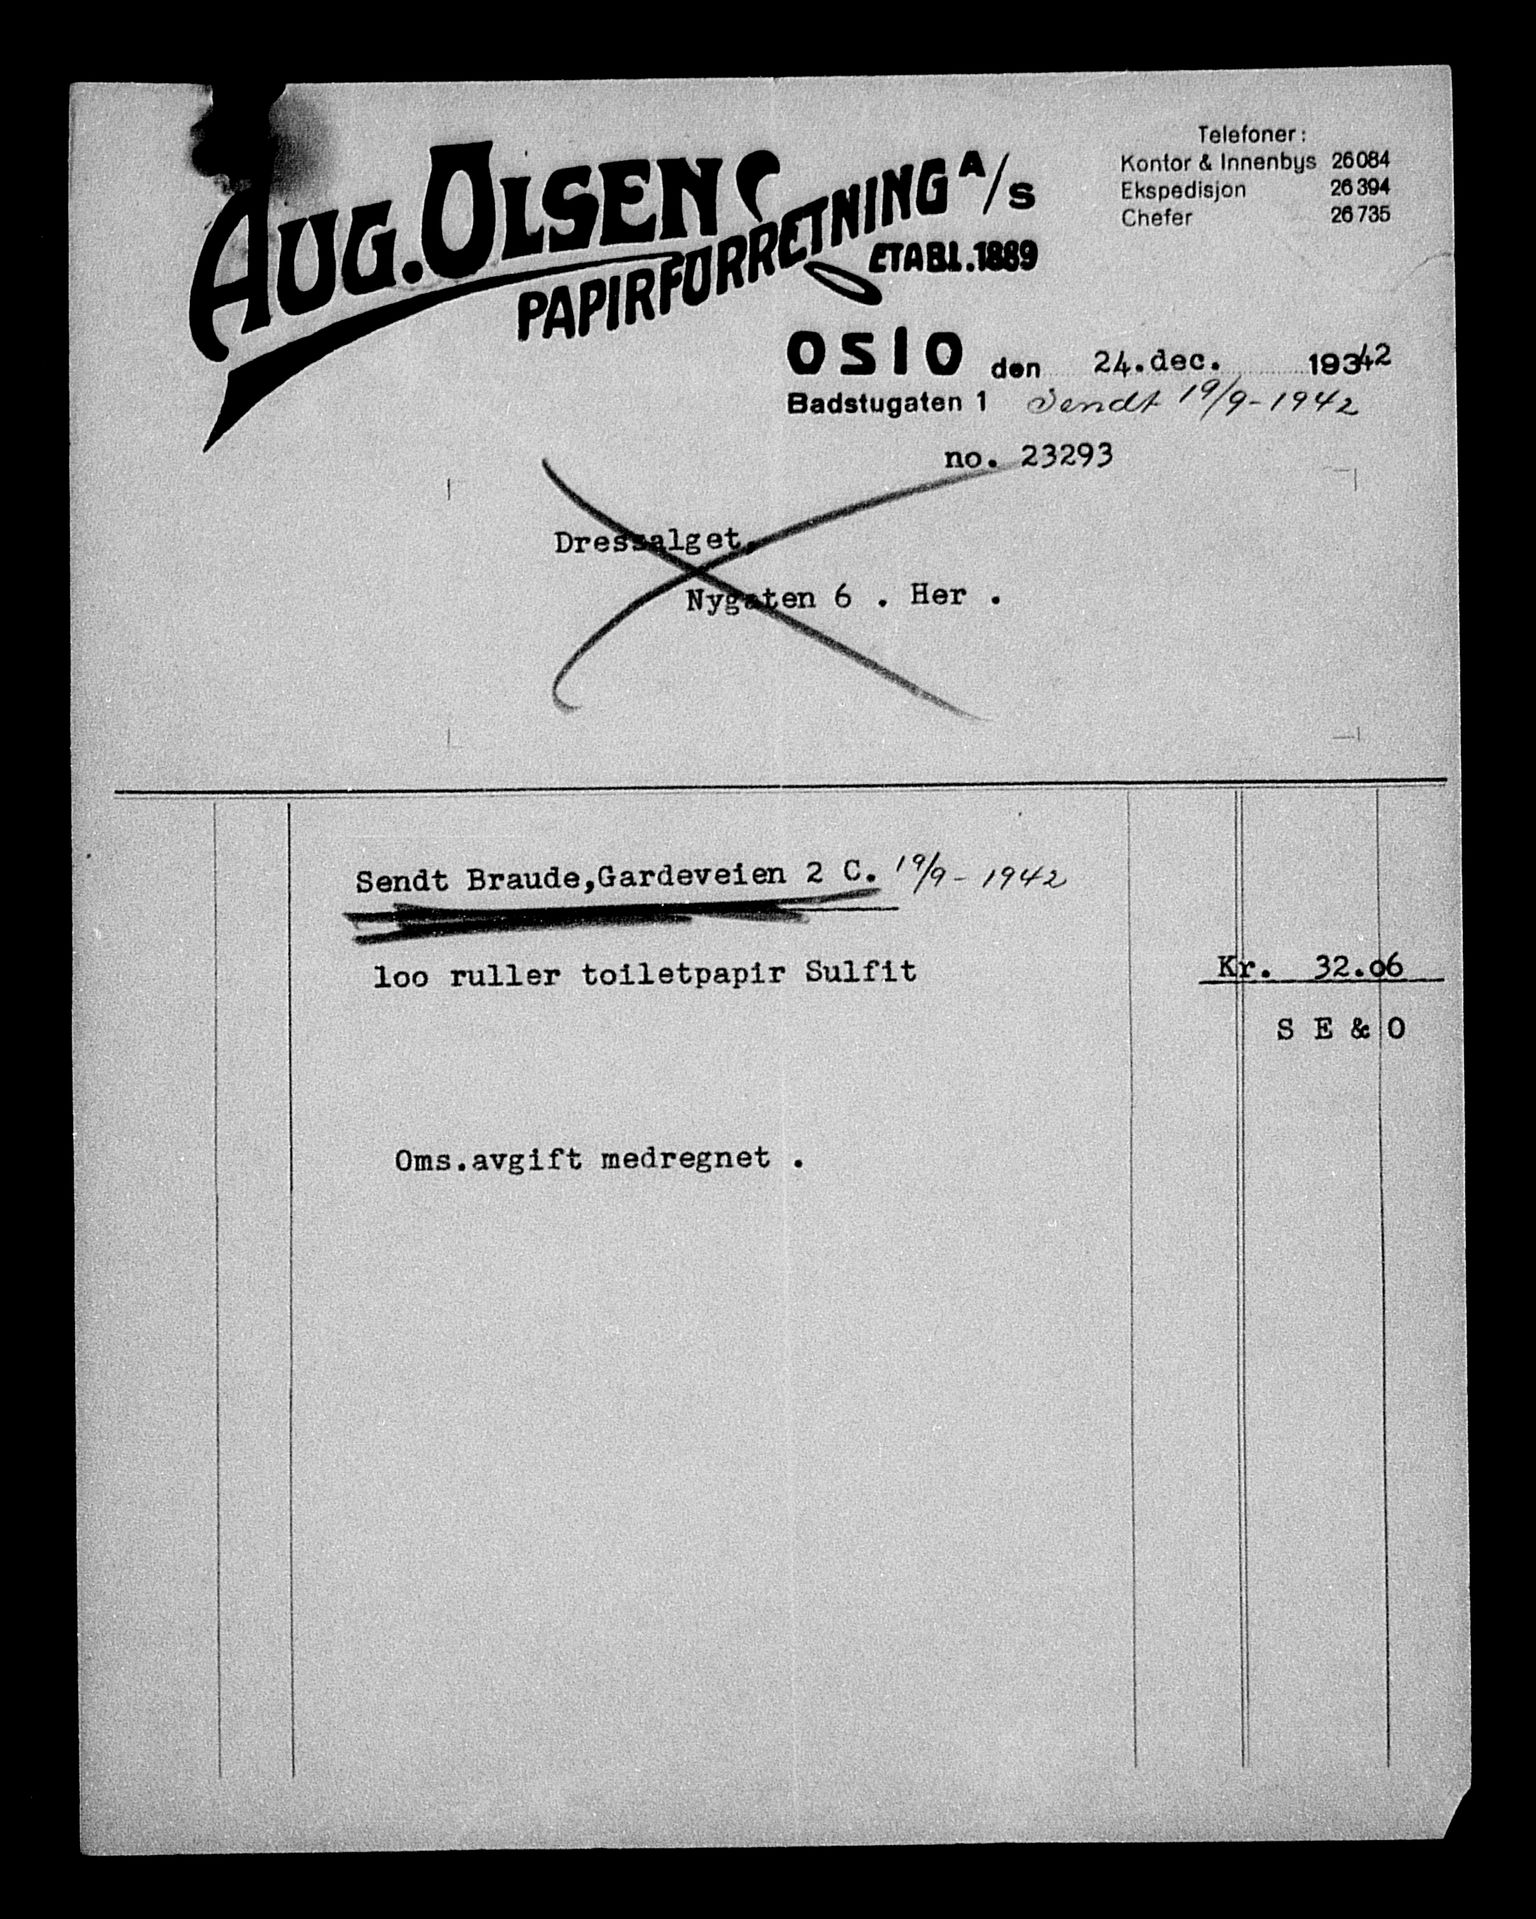 AUG. OLSEN
PAPIRFORRETNING A/S
ETABL. 1889
Telefoner:
Kontor & Innenbys 26084
Ekspedisjon 26394
Chefer 26735
OSLO den 24.dec. 19342
Badstugaten 1 Sendt 19/9-1942
no. 23293
Dressalget,
Nygaten 6 . Her .
Sendt Braude,Gardeveien 2 C. 19/9-1942
loo ruller toiletpapir Sulfit Kr. 32.o6
S E & O
Oms.avgift medregnet .